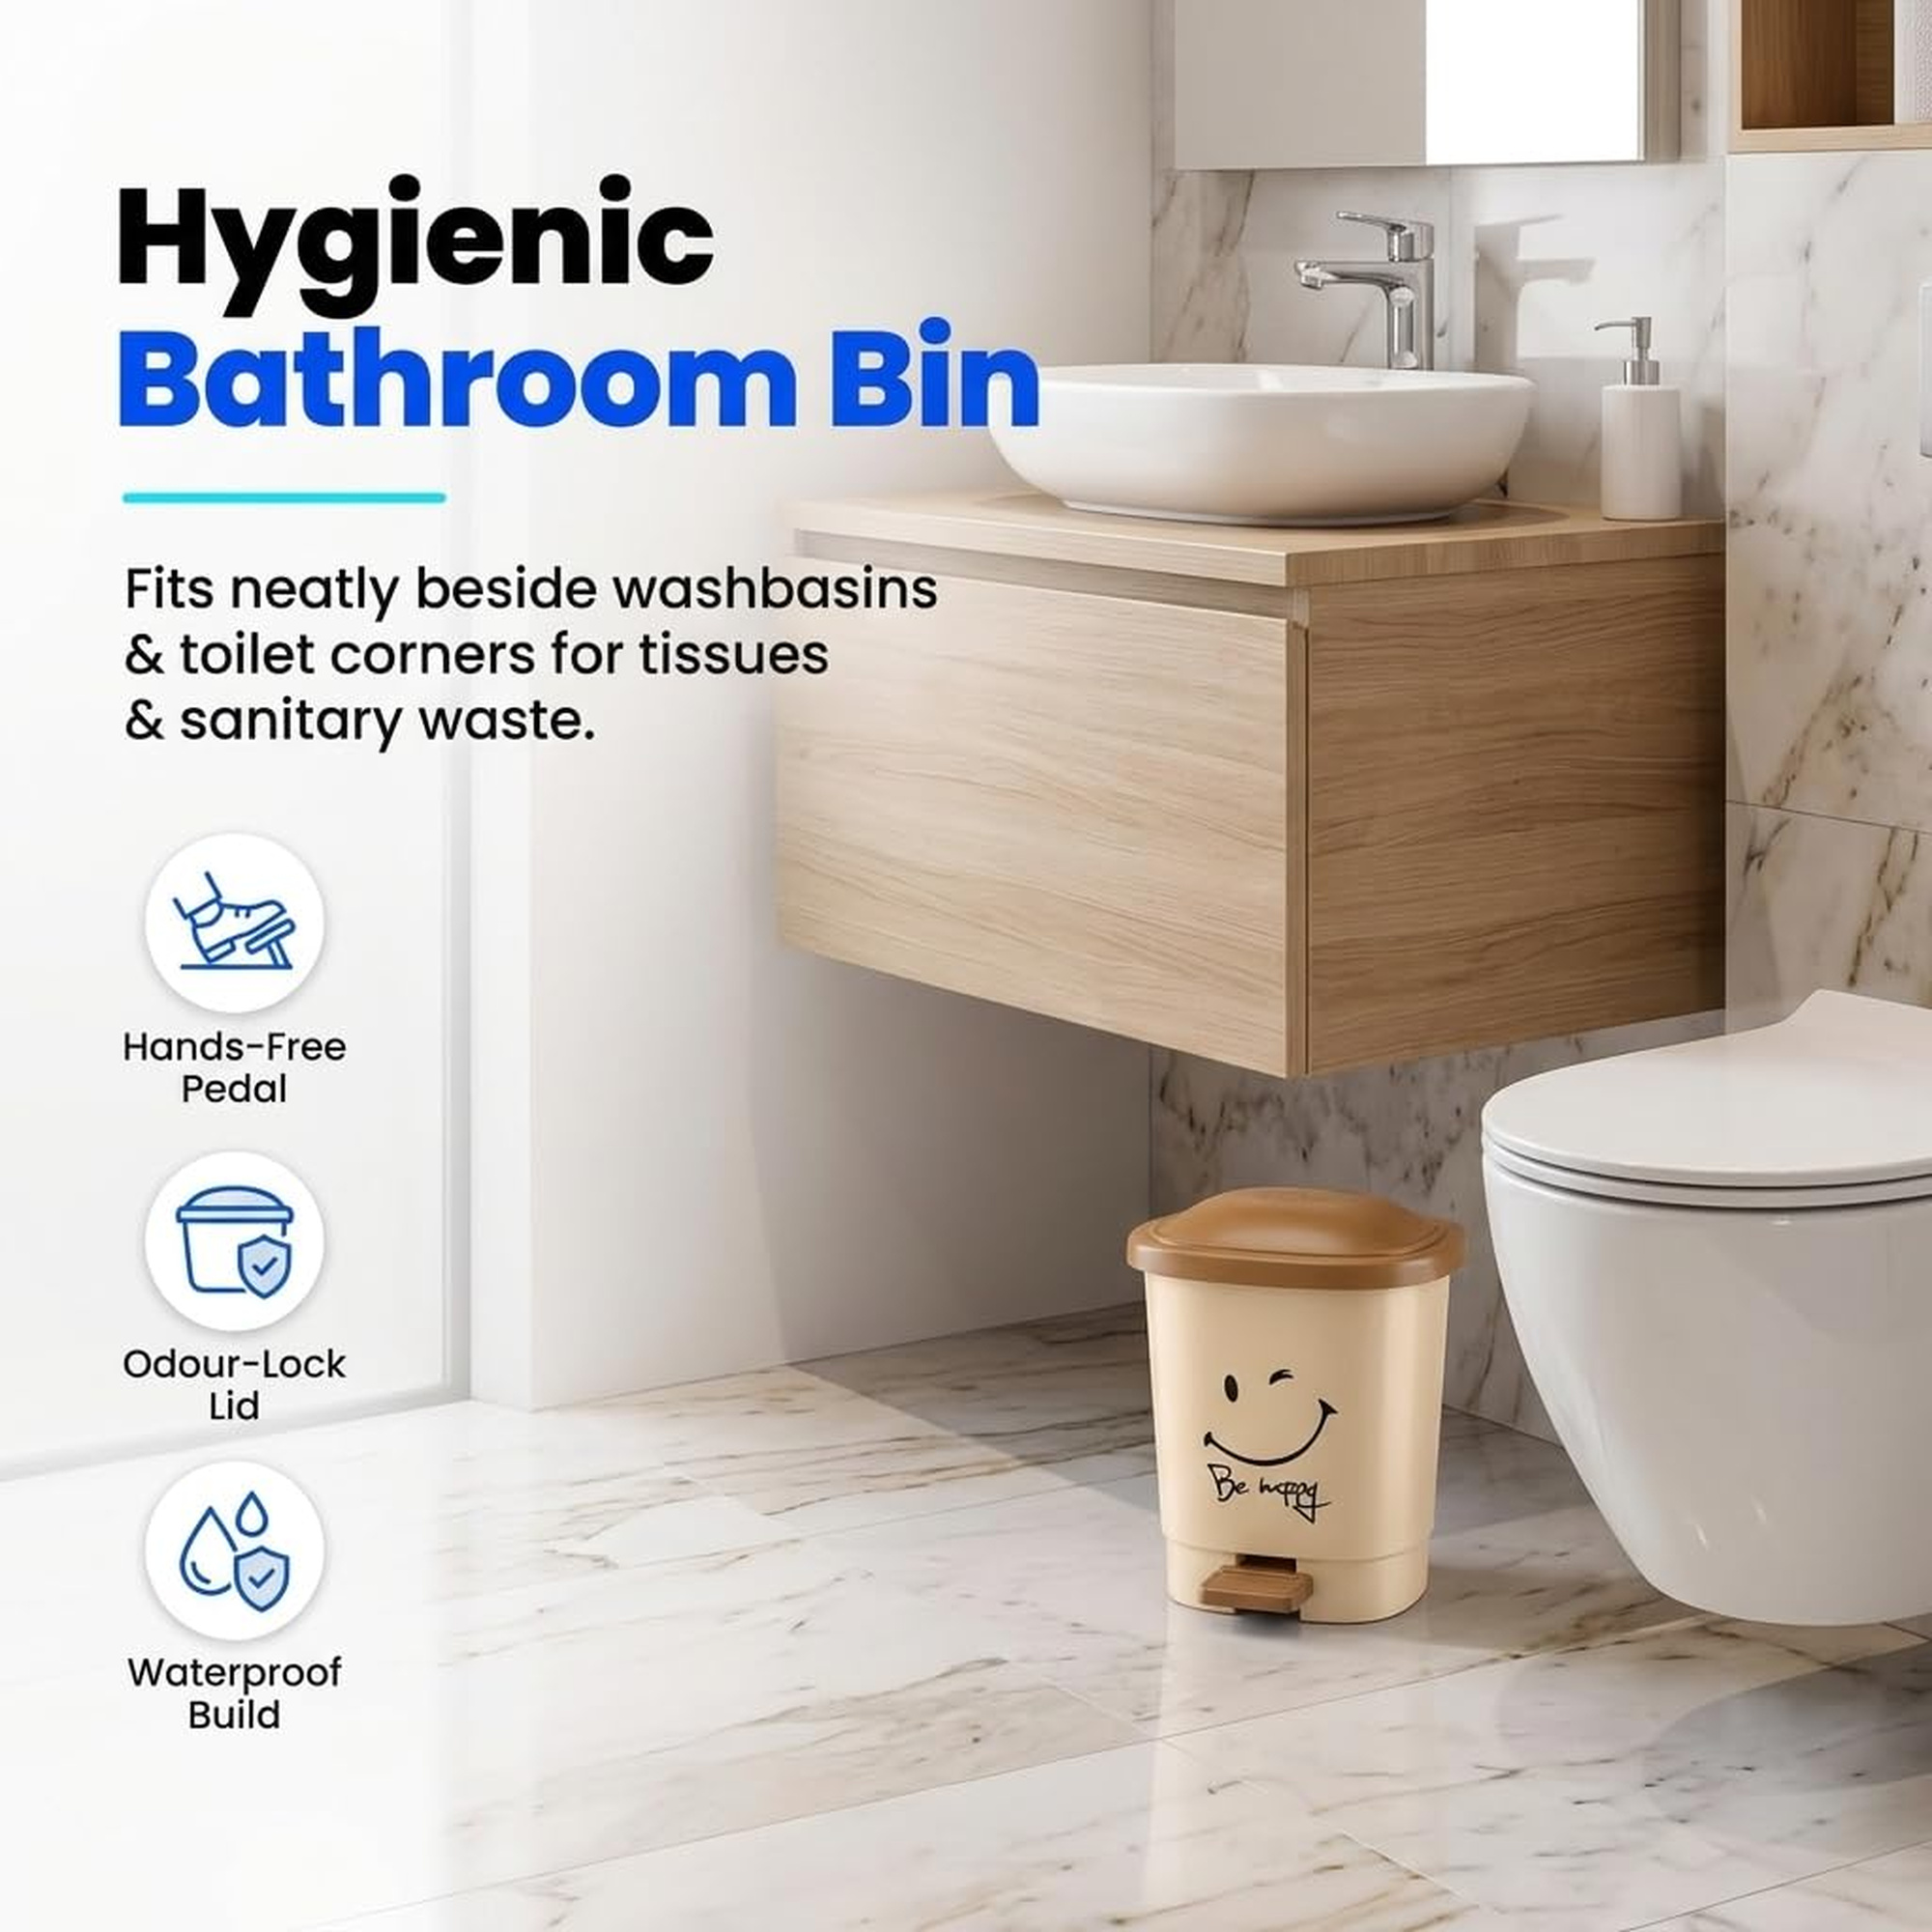 Hygienic
Bathroom Bin
Fits neatly beside washbasins
& toilet corners for tissues
& sanitary waste.
Hands-Free
Pedal
Odour-Lock
Lid
Waterproof
Build
Be happy